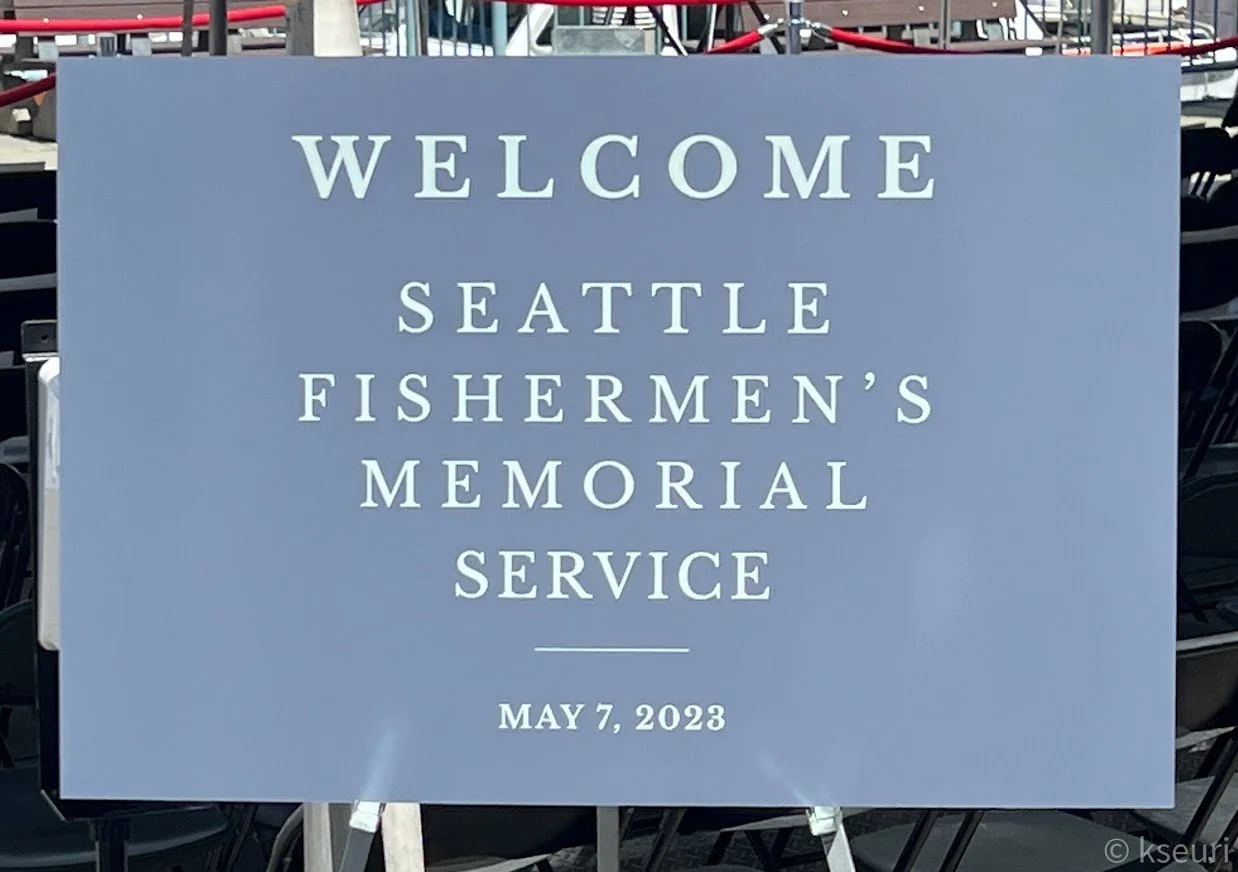 WELCOME
SEATTLE
FISHERMEN’S
MEMORIAL
SERVICE
MAY 7, 2023
© kseuri